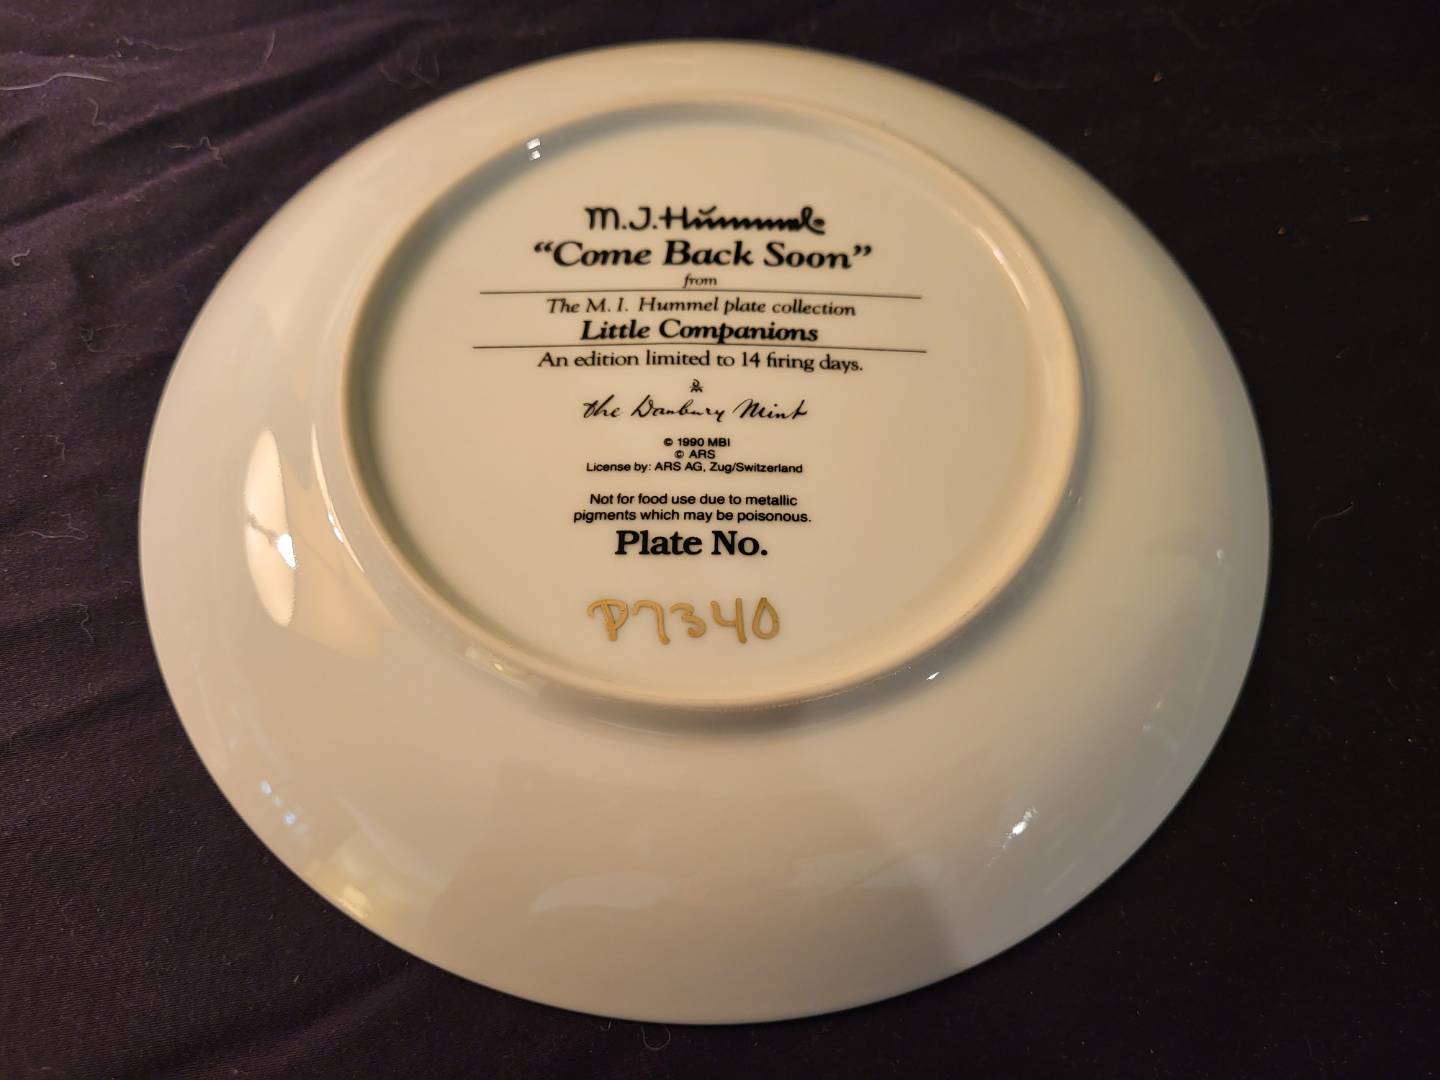 M.J.Hummel
“Come Back Soon”
from
The M. I. Hummel plate collection
Little Companions
An edition limited to 14 firing days.
the Danbury Mint
© 1990 MBI
© ARS
License by: ARS AG, Zug/Switzerland
Not for food use due to metallic
pigments which may be poisonous.
Plate No.
P7340